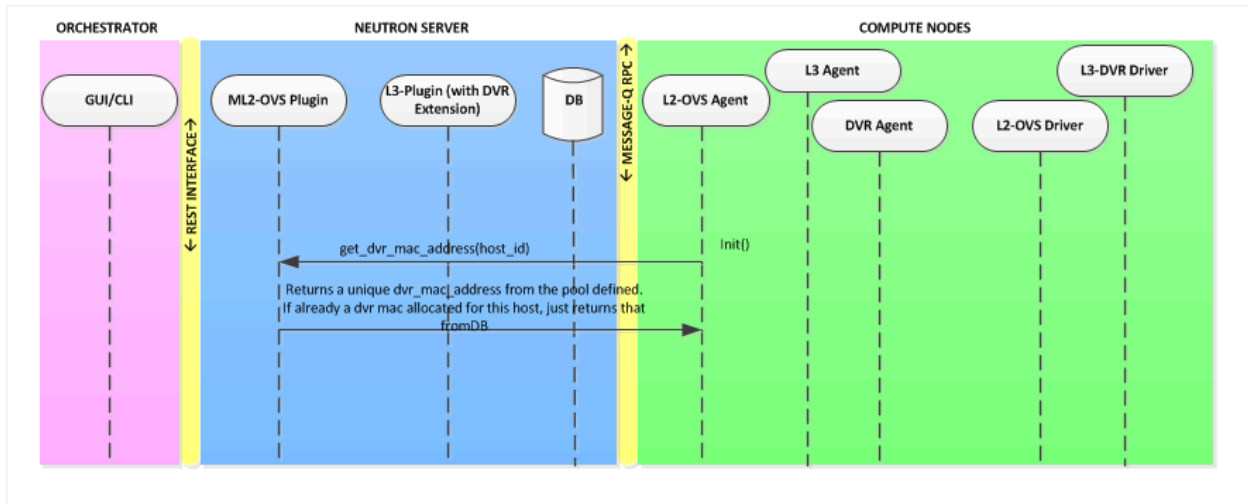 ORCHESTRATOR
NEUTRON SERVER
COMPUTE NODES
GUI/CLI
← REST INTERFACE→
ML2-OVS Plugin
L3-Plugin (with DVR
Extension)
DB
← MESSAGE-Q RPC →
L2-OVS Agent
L3 Agent
DVR Agent
L2-OVS Driver
L3-DVR Driver
Init()
get_dvr_mac_address(host_id)
Returns a unique dvr_mac_address from the pool defined.
If already a dvr mac allocated for this host, just returns that
fromDB